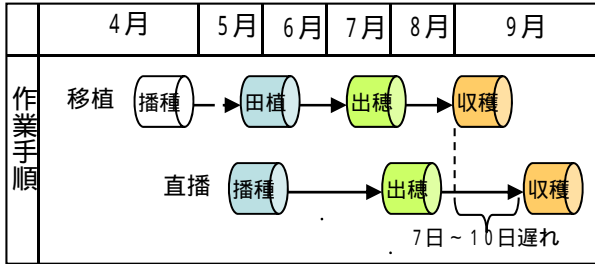 4月 5月 6月 7月 8月 9月
作業手順
移植 播種 田植 出穂 収穫
直播 播種 出穂 収穫
7日~10日遅れ